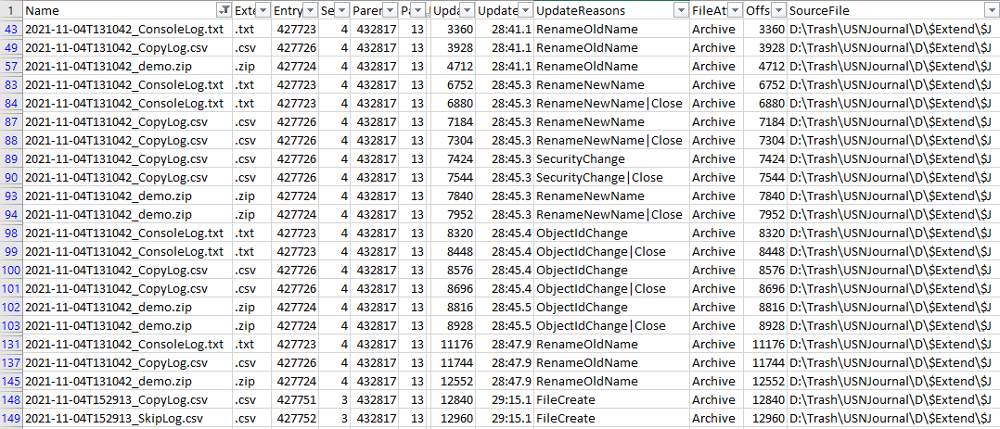 1 Name Exte Entry Se Paren Pa Upda Update UpdateReasons FileAt Offs SourceFile
43 2021-11-04T131042_ConsoleLog.txt .txt 427723 4 432817 13 3360 28:41.1 RenameOldName Archive 3360 D:\Trash\USNJournal\D\$Extend\$J
49 2021-11-04T131042_CopyLog.csv .csv 427726 4 432817 13 3928 28:41.1 RenameOldName Archive 3928 D:\Trash\USNJournal\D\$Extend\$J
57 2021-11-04T131042_demo.zip .zip 427724 4 432817 13 4712 28:41.1 RenameOldName Archive 4712 D:\Trash\USNJournal\D\$Extend\$J
83 2021-11-04T131042_ConsoleLog.txt .txt 427723 4 432817 13 6752 28:45.3 RenameNewName Archive 6752 D:\Trash\USNJournal\D\$Extend\$J
84 2021-11-04T131042_ConsoleLog.txt .txt 427723 4 432817 13 6880 28:45.3 RenameNewName|Close Archive 6880 D:\Trash\USNJournal\D\$Extend\$J
87 2021-11-04T131042_CopyLog.csv .csv 427726 4 432817 13 7184 28:45.3 RenameNewName Archive 7184 D:\Trash\USNJournal\D\$Extend\$J
88 2021-11-04T131042_CopyLog.csv .csv 427726 4 432817 13 7304 28:45.3 RenameNewName|Close Archive 7304 D:\Trash\USNJournal\D\$Extend\$J
89 2021-11-04T131042_CopyLog.csv .csv 427726 4 432817 13 7424 28:45.3 SecurityChange Archive 7424 D:\Trash\USNJournal\D\$Extend\$J
90 2021-11-04T131042_CopyLog.csv .csv 427726 4 432817 13 7544 28:45.3 SecurityChange|Close Archive 7544 D:\Trash\USNJournal\D\$Extend\$J
93 2021-11-04T131042_demo.zip .zip 427724 4 432817 13 7840 28:45.3 RenameNewName Archive 7840 D:\Trash\USNJournal\D\$Extend\$J
94 2021-11-04T131042_demo.zip .zip 427724 4 432817 13 7952 28:45.3 RenameNewName|Close Archive 7952 D:\Trash\USNJournal\D\$Extend\$J
98 2021-11-04T131042_ConsoleLog.txt .txt 427723 4 432817 13 8320 28:45.4 ObjectIdChange Archive 8320 D:\Trash\USNJournal\D\$Extend\$J
99 2021-11-04T131042_ConsoleLog.txt .txt 427723 4 432817 13 8448 28:45.4 ObjectIdChange|Close Archive 8448 D:\Trash\USNJournal\D\$Extend\$J
100 2021-11-04T131042_CopyLog.csv .csv 427726 4 432817 13 8576 28:45.4 ObjectIdChange Archive 8576 D:\Trash\USNJournal\D\$Extend\$J
101 2021-11-04T131042_CopyLog.csv .csv 427726 4 432817 13 8696 28:45.4 ObjectIdChange|Close Archive 8696 D:\Trash\USNJournal\D\$Extend\$J
102 2021-11-04T131042_demo.zip .zip 427724 4 432817 13 8816 28:45.5 ObjectIdChange Archive 8816 D:\Trash\USNJournal\D\$Extend\$J
103 2021-11-04T131042_demo.zip .zip 427724 4 432817 13 8928 28:45.5 ObjectIdChange|Close Archive 8928 D:\Trash\USNJournal\D\$Extend\$J
131 2021-11-04T131042_ConsoleLog.txt .txt 427723 4 432817 13 11176 28:47.9 RenameOldName Archive 11176 D:\Trash\USNJournal\D\$Extend\$J
137 2021-11-04T131042_CopyLog.csv .csv 427726 4 432817 13 11744 28:47.9 RenameOldName Archive 11744 D:\Trash\USNJournal\D\$Extend\$J
145 2021-11-04T131042_demo.zip .zip 427724 4 432817 13 12552 28:47.9 RenameOldName Archive 12552 D:\Trash\USNJournal\D\$Extend\$J
148 2021-11-04T152913_CopyLog.csv .csv 427751 3 432817 13 12840 29:15.1 FileCreate Archive 12840 D:\Trash\USNJournal\D\$Extend\$J
149 2021-11-04T152913_SkipLog.csv .csv 427752 3 432817 13 12960 29:15.1 FileCreate Archive 12960 D:\Trash\USNJournal\D\$Extend\$J